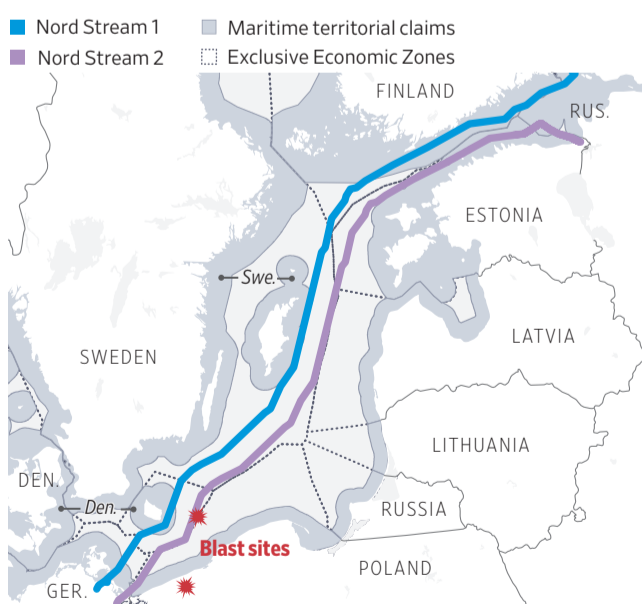 Nord Stream 1
Maritime territorial claims
Nord Stream 2
Exclusive Economic Zones
FINLAND
RUS.
ESTONIA
Swe.
LATVIA
SWEDEN
LITHUANIA
DEN.
Den.
RUSSIA
Blast sites
POLAND
GER.